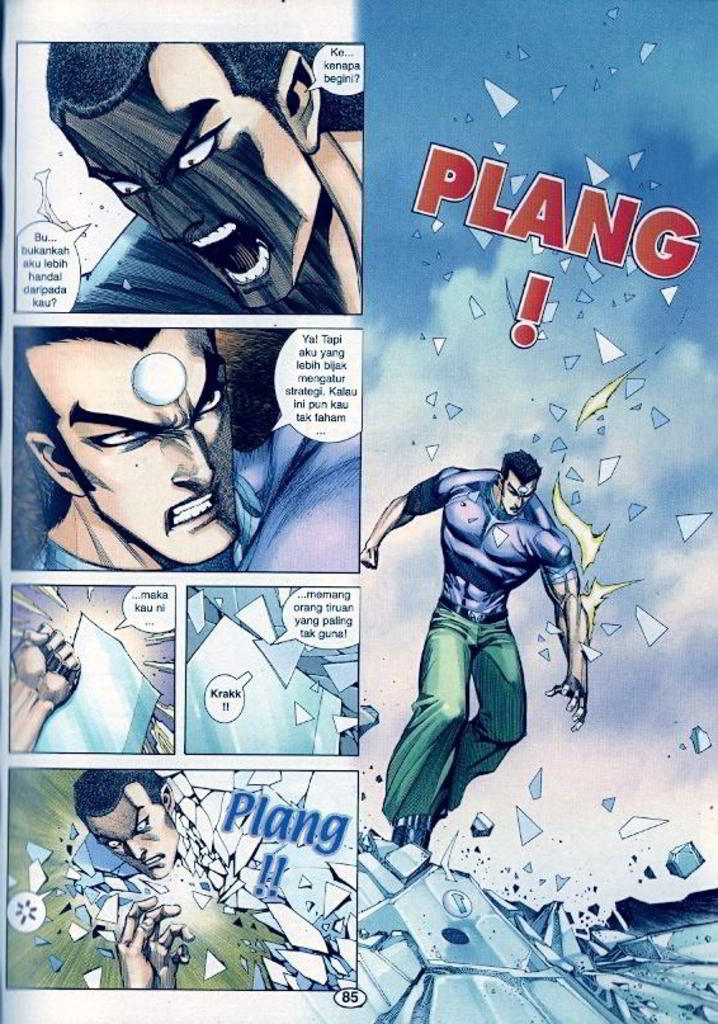 Ke...
kenapa
begini?
Bu...
bukankah
aku lebih
handal
daripada
kau?
Ya! Tapi
aku yang
lebih bijak
mengatur
strategi. Kalau
ini pun kau
tak faham
...
...maka
kau ni
...
...memang
orang tiruan
yang paling
tak guna!
Krakk
!!
Plang
!!
PLANG
!
85